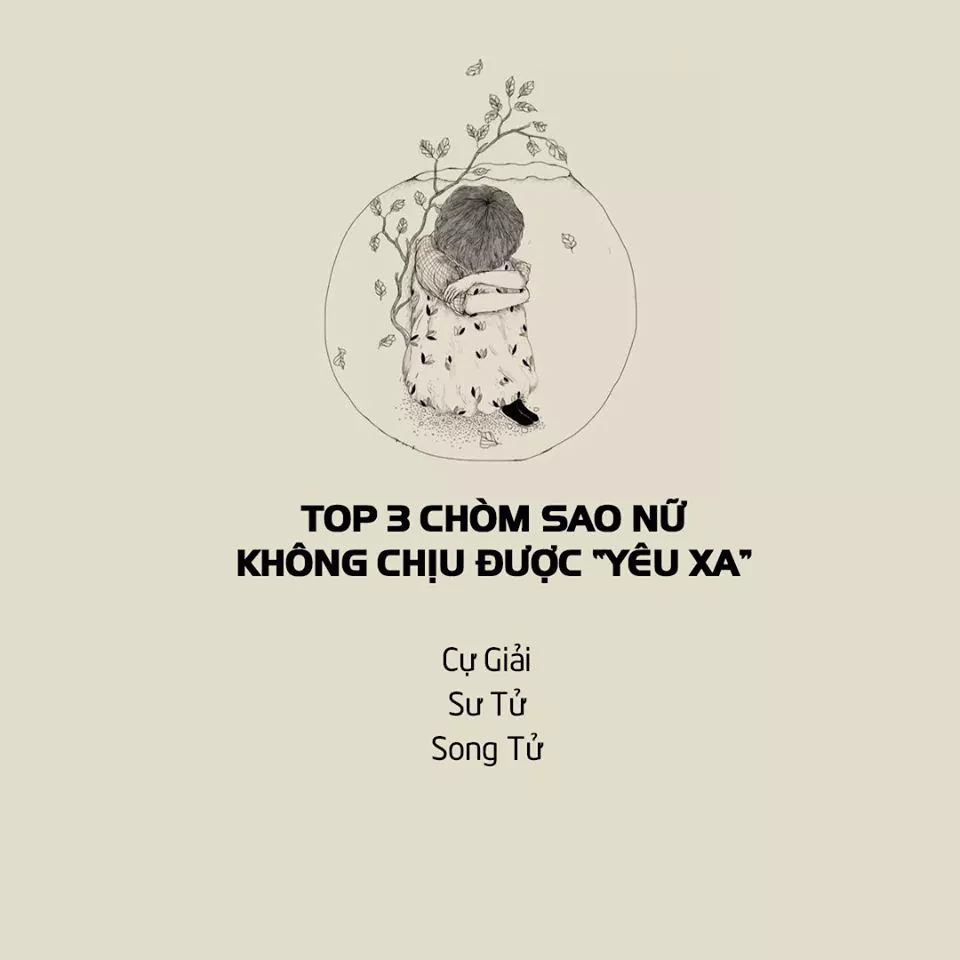 TOP 3 CHÒM SAO NỮ
KHÔNG CHỊU ĐƯỢC "YÊU XA"
Cự Giải
Sư Tử
Song Tử